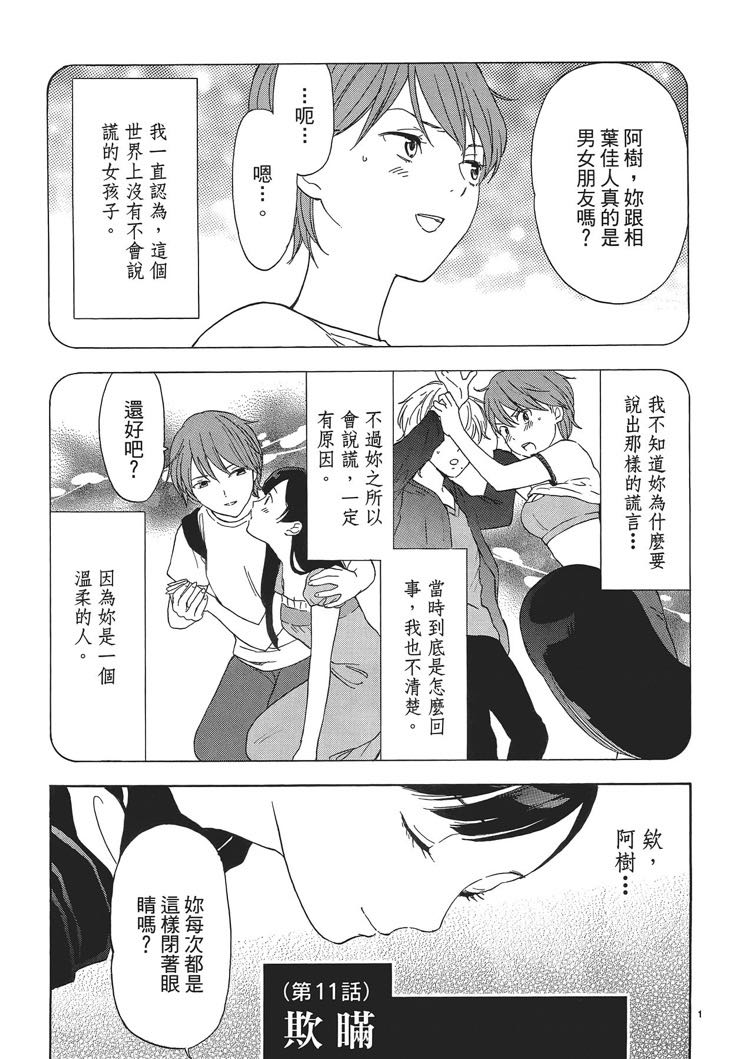 阿樹，妳跟相
葉佳人真的是
男女朋友嗎？
…呃…
嗯…。
我一直認為，這個
世界上沒有不會說
謊的女孩子。
我不知道妳為什麼要
說出那樣的謊言…
當時到底是怎麼回
事，我也不清楚。
不過妳之所以
會說謊，一定
有原因。
還好吧？
因為妳是一個
溫柔的人。
欸，
阿樹…
妳每次都是
這樣閉著眼
睛嗎？
（第11話）
欺瞞
1